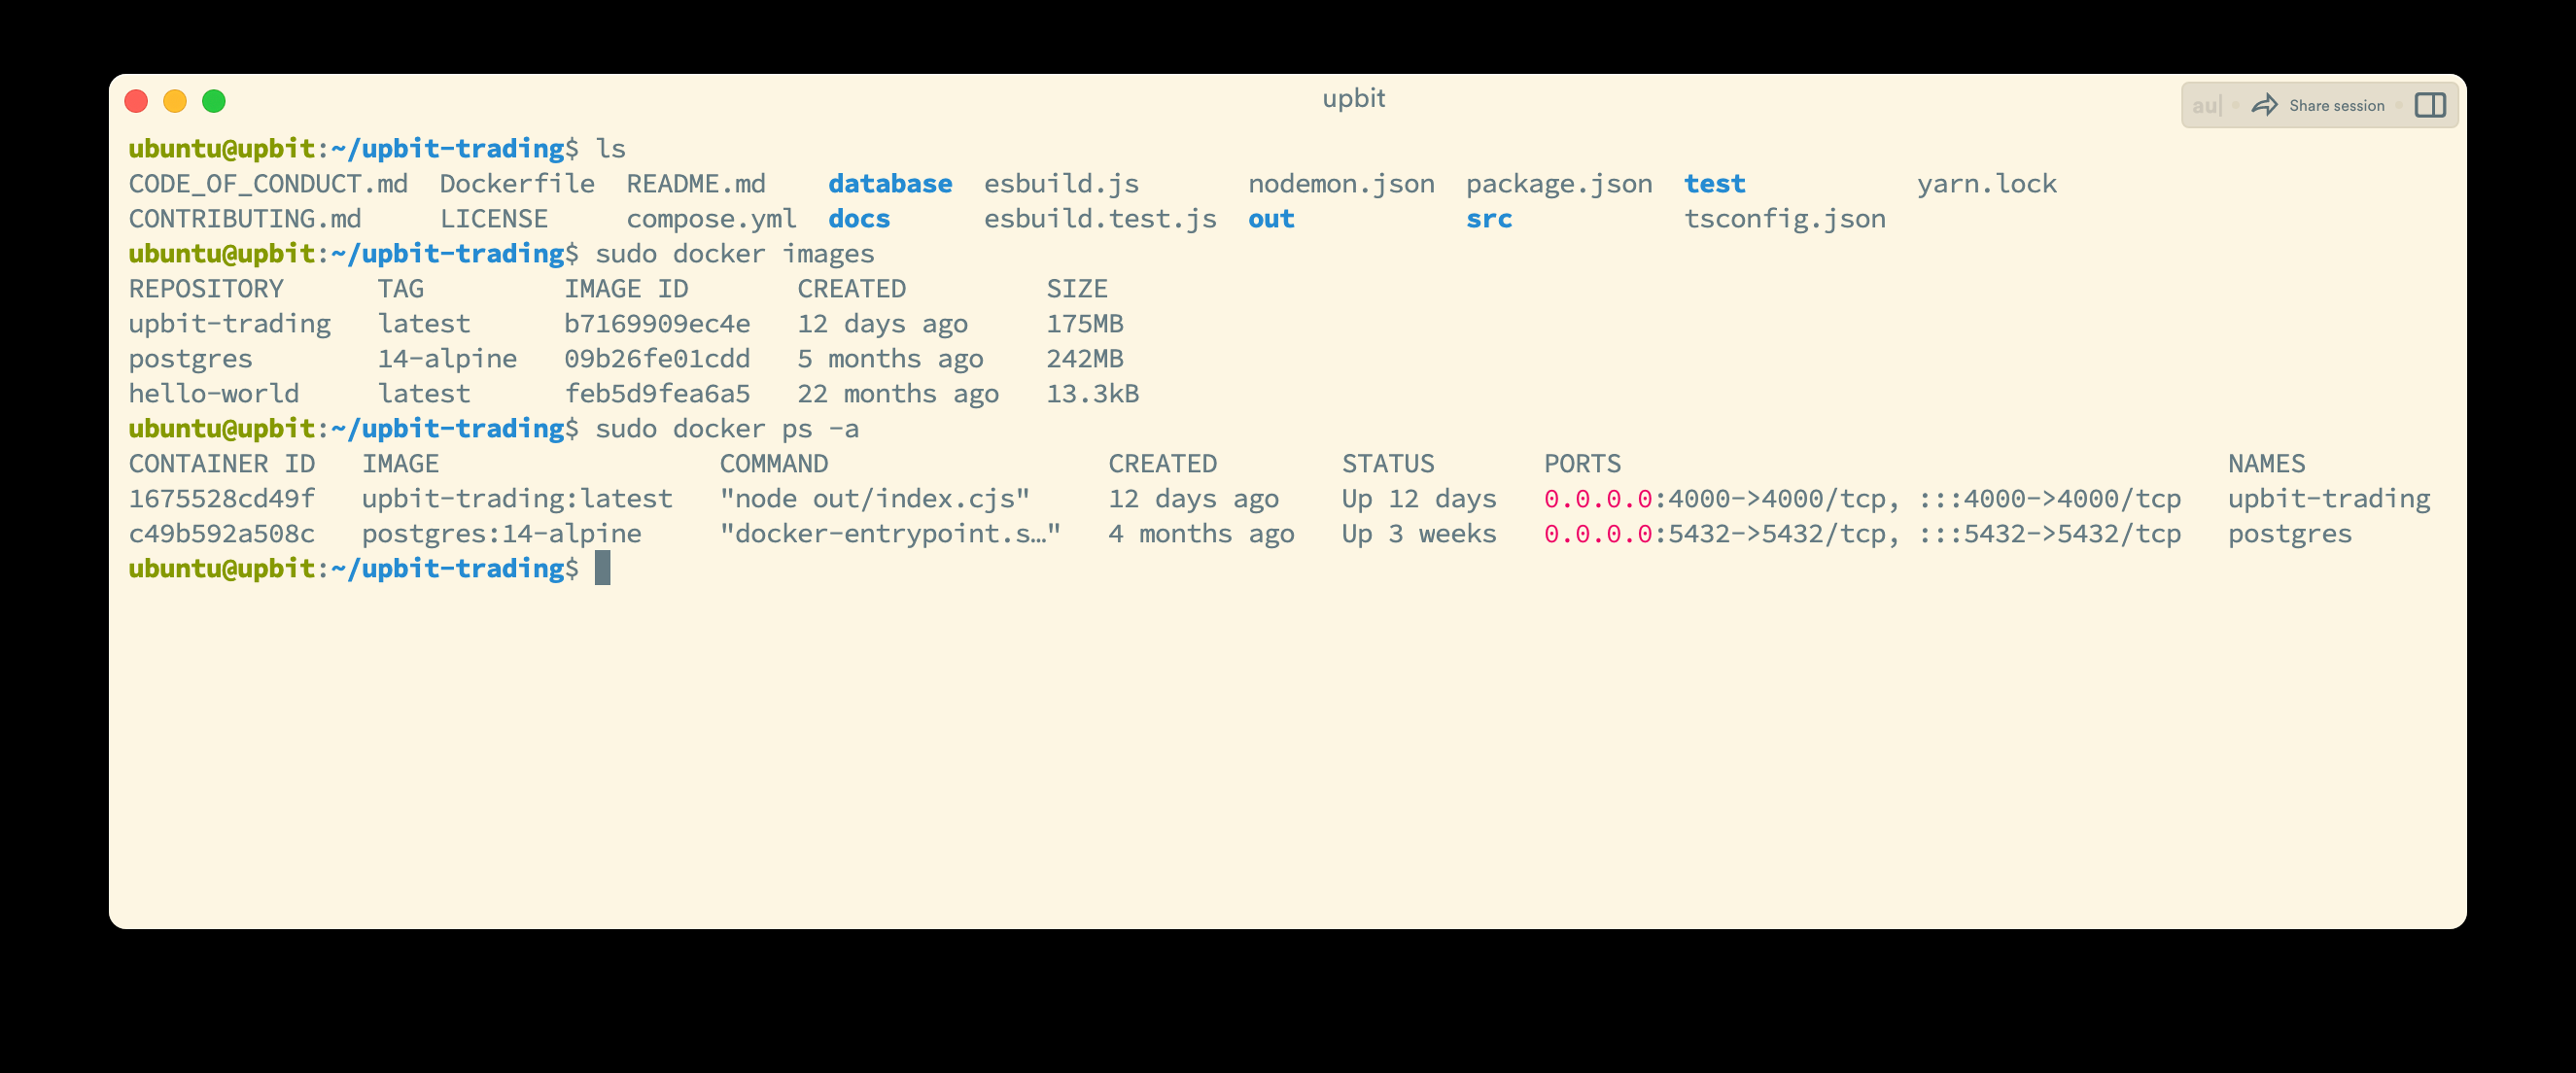 upbit
au| Share session
ubuntu@upbit:~/upbit-trading$ ls
CODE_OF_CONDUCT.md  Dockerfile  README.md    database  esbuild.js       nodemon.json  package.json  test         yarn.lock
CONTRIBUTING.md     LICENSE     compose.yml  docs      esbuild.test.js  out           src           tsconfig.json
ubuntu@upbit:~/upbit-trading$ sudo docker images
REPOSITORY      TAG         IMAGE ID       CREATED         SIZE
upbit-trading   latest      b7169909ec4e   12 days ago     175MB
postgres        14-alpine   09b26fe01cdd   5 months ago    242MB
hello-world     latest      feb5d9fea6a5   22 months ago   13.3kB
ubuntu@upbit:~/upbit-trading$ sudo docker ps -a
CONTAINER ID   IMAGE                  COMMAND                  CREATED        STATUS       PORTS                                       NAMES
1675528cd49f   upbit-trading:latest   "node out/index.cjs"     12 days ago    Up 12 days   0.0.0.0:4000->4000/tcp, :::4000->4000/tcp   upbit-trading
c49b592a508c   postgres:14-alpine     "docker-entrypoint.s…"   4 months ago   Up 3 weeks   0.0.0.0:5432->5432/tcp, :::5432->5432/tcp   postgres
ubuntu@upbit:~/upbit-trading$